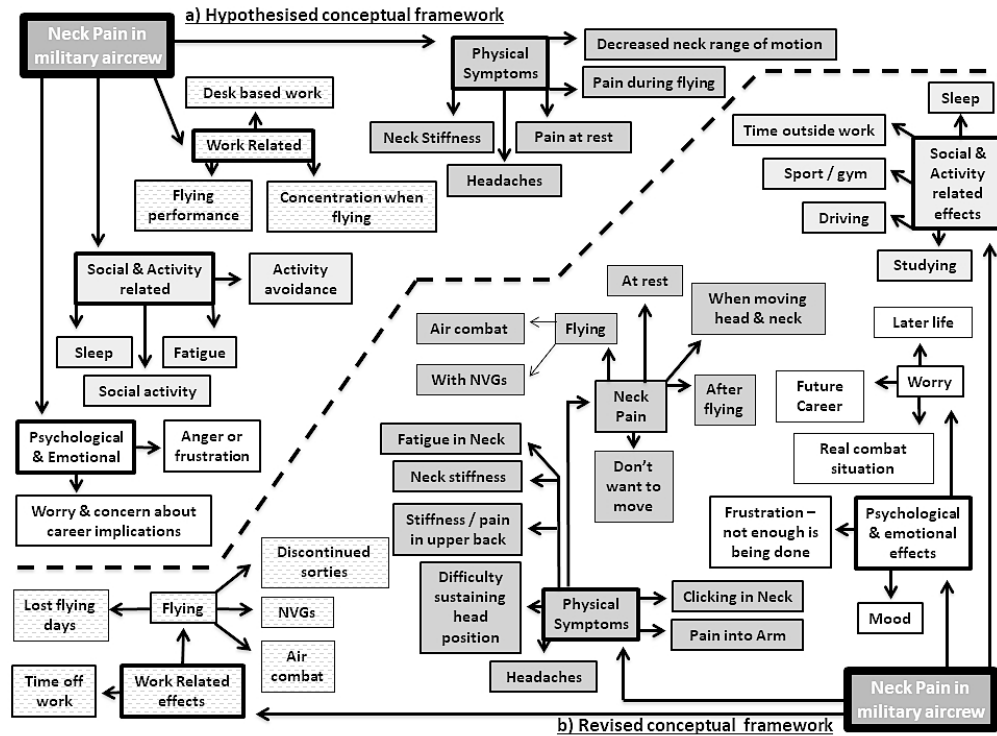 a) Hypothesised conceptual framework
Neck Pain in
military aircrew
Physical
Symptoms
Decreased neck range of motion
Pain during flying
Neck Stiffness
Pain at rest
Headaches
Desk based work
Work Related
Flying
performance
Concentration when
flying
Social & Activity
related
Activity
avoidance
Sleep
Fatigue
Social activity
Psychological
& Emotional
Anger or
frustration
Worry & concern about
career implications
Sleep
Time outside work
Social &
Activity
related
effects
Sport / gym
Driving
Studying
At rest
When moving
head & neck
Air combat
Flying
With NVGs
Neck
Pain
After
flying
Don't
want to
move
Later life
Worry
Future
Career
Real combat
situation
Fatigue in Neck
Neck stiffness
Stiffness / pain
in upper back
Difficulty
sustaining
head
position
Physical
Symptoms
Clicking in Neck
Pain into Arm
Headaches
Frustration –
not enough is
being done
Psychological
& emotional
effects
Mood
Discontinued
sorties
Lost flying
days
Flying
NVGs
Air
combat
Time off
work
Work Related
effects
Neck Pain in
military aircrew
b) Revised conceptual framework